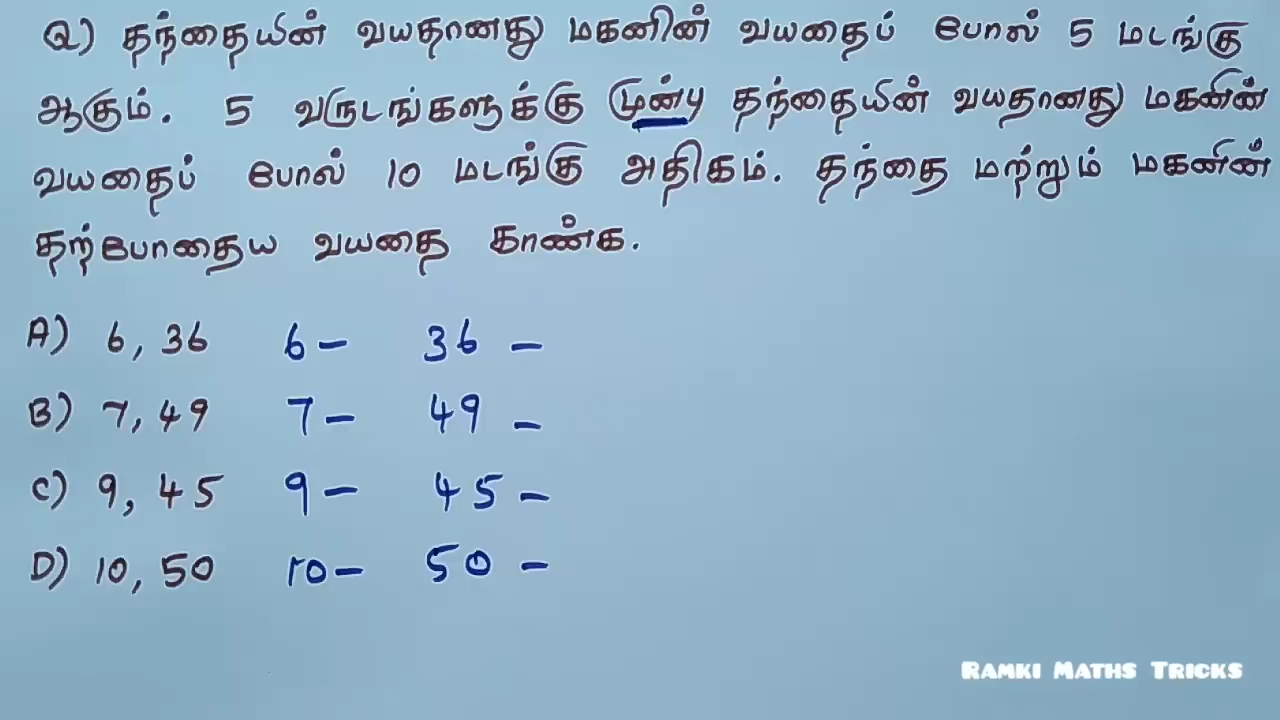 Q) தந்தையின் வயதானது மகனின் வயதைப் போல் 5 மடங்கு
ஆகும். 5 வருடங்களுக்கு முன்பு தந்தையின் வயதானது மகனின்
வயதைப் போல் 10 மடங்கு அதிகம். தந்தை மற்றும் மகனின்
தற்போதைய வயதை காண்க.
A) 6, 36 6 – 36 –
B) 7, 49 7 – 49 –
C) 9, 45 9 – 45 –
D) 10, 50 10 – 50 –
RAMKI MATHS TRICKS